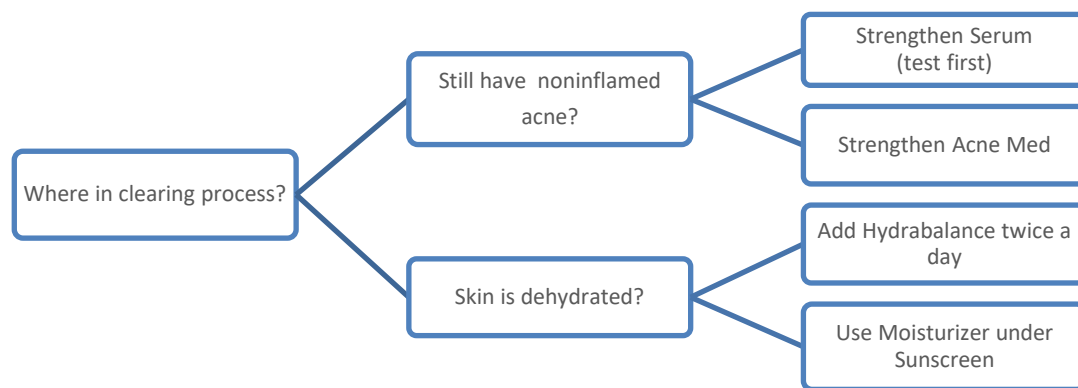 Where in clearing process?
Still have  noninflamed
acne?
Skin is dehydrated?
Strengthen Serum
(test first)
Strengthen Acne Med
Add Hydrabalance twice a
day
Use Moisturizer under
Sunscreen